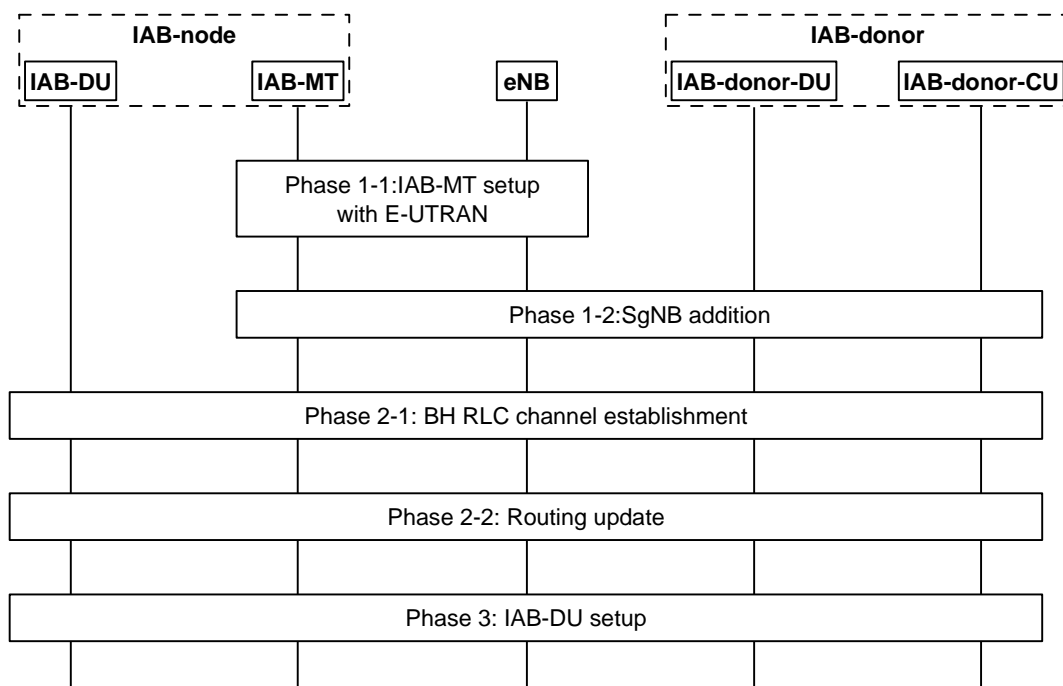 IAB-node
IAB-donor
IAB-DU
IAB-MT
eNB
IAB-donor-DU
IAB-donor-CU
Phase 1-1:IAB-MT setup
with E-UTRAN
Phase 1-2:SgNB addition
Phase 2-1: BH RLC channel establishment
Phase 2-2: Routing update
Phase 3: IAB-DU setup